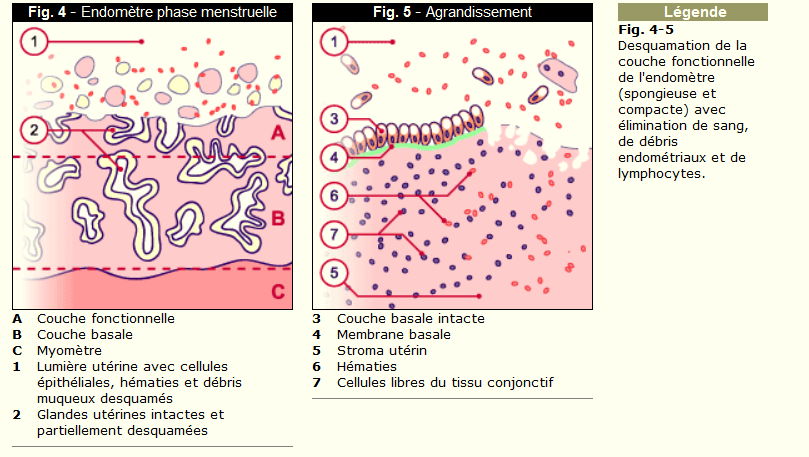 Fig. 4 - Endomètre phase menstruelle
1
2
A
B
C
A Couche fonctionnelle
B Couche basale
C Myomètre
1 Lumière utérine avec cellules
épithéliales, hématies et débris
muqueux desquamés
2 Glandes utérines intactes et
partiellement desquamées
Fig. 5 - Agrandissement
1
3
4
6
7
5
3 Couche basale intacte
4 Membrane basale
5 Stroma utérin
6 Hématies
7 Cellules libres du tissu conjonctif
Légende
Fig. 4-5
Desquamation de la
couche fonctionnelle
de l'endomètre
(spongieuse et
compacte) avec
élimination de sang,
de débris
endométriaux et de
lymphocytes.